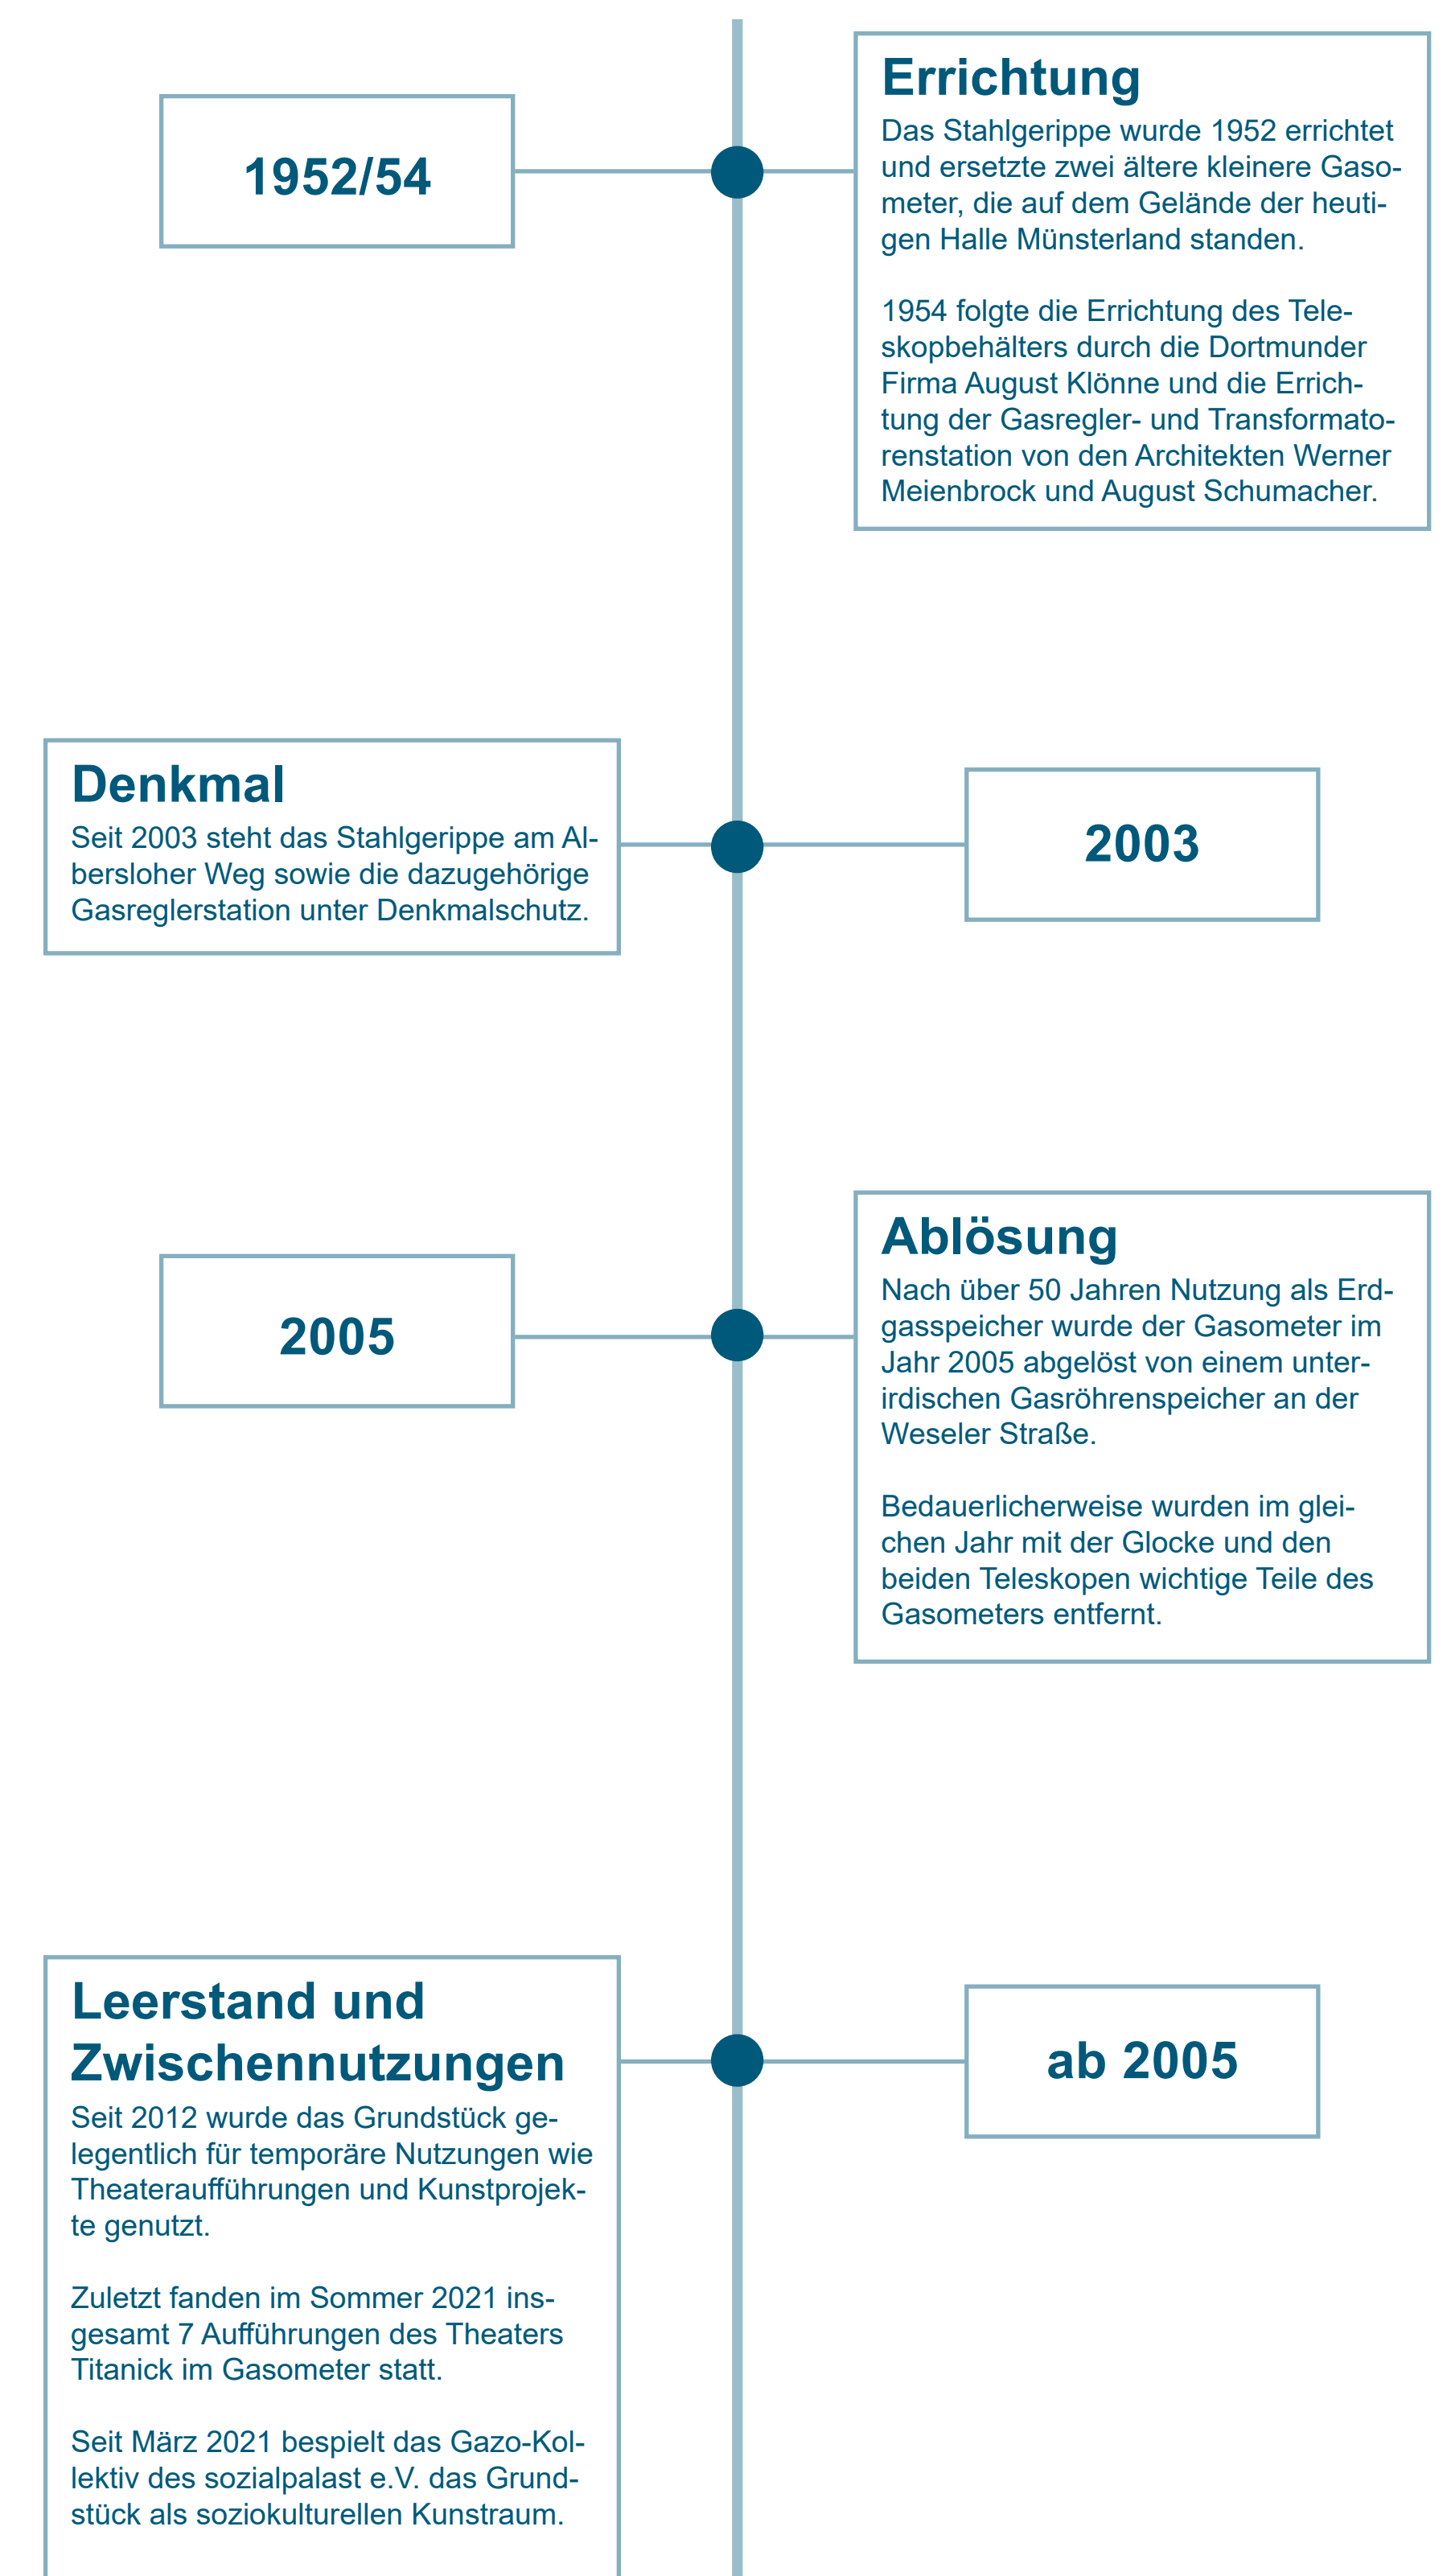 1952/54
Errichtung
Das Stahlgerippe wurde 1952 errichtet
und ersetzte zwei ältere kleinere Gaso-
meter, die auf dem Gelände der heuti-
gen Halle Münsterland standen.
1954 folgte die Errichtung des Tele-
skopbehälters durch die Dortmunder
Firma August Klönne und die Errich-
tung der Gasregler- und Transformato-
renstation von den Architekten Werner
Meienbrock und August Schumacher.
Denkmal
Seit 2003 steht das Stahlgerippe am Al-
bersloher Weg sowie die dazugehörige
Gasreglerstation unter Denkmalschutz.
2003
2005
Ablösung
Nach über 50 Jahren Nutzung als Erd-
gasspeicher wurde der Gasometer im
Jahr 2005 abgelöst von einem unter-
irdischen Gasröhrenspeicher an der
Weseler Straße.
Bedauerlicherweise wurden im glei-
chen Jahr mit der Glocke und den
beiden Teleskopen wichtige Teile des
Gasometers entfernt.
Leerstand und
Zwischennutzungen
Seit 2012 wurde das Grundstück ge-
legentlich für temporäre Nutzungen wie
Theateraufführungen und Kunstprojek-
te genutzt.
Zuletzt fanden im Sommer 2021 ins-
gesamt 7 Aufführungen des Theaters
Titanick im Gasometer statt.
Seit März 2021 bespielt das Gazo-Kol-
lektiv des sozialpalast e.V. das Grund-
stück als soziokulturellen Kunstraum.
ab 2005